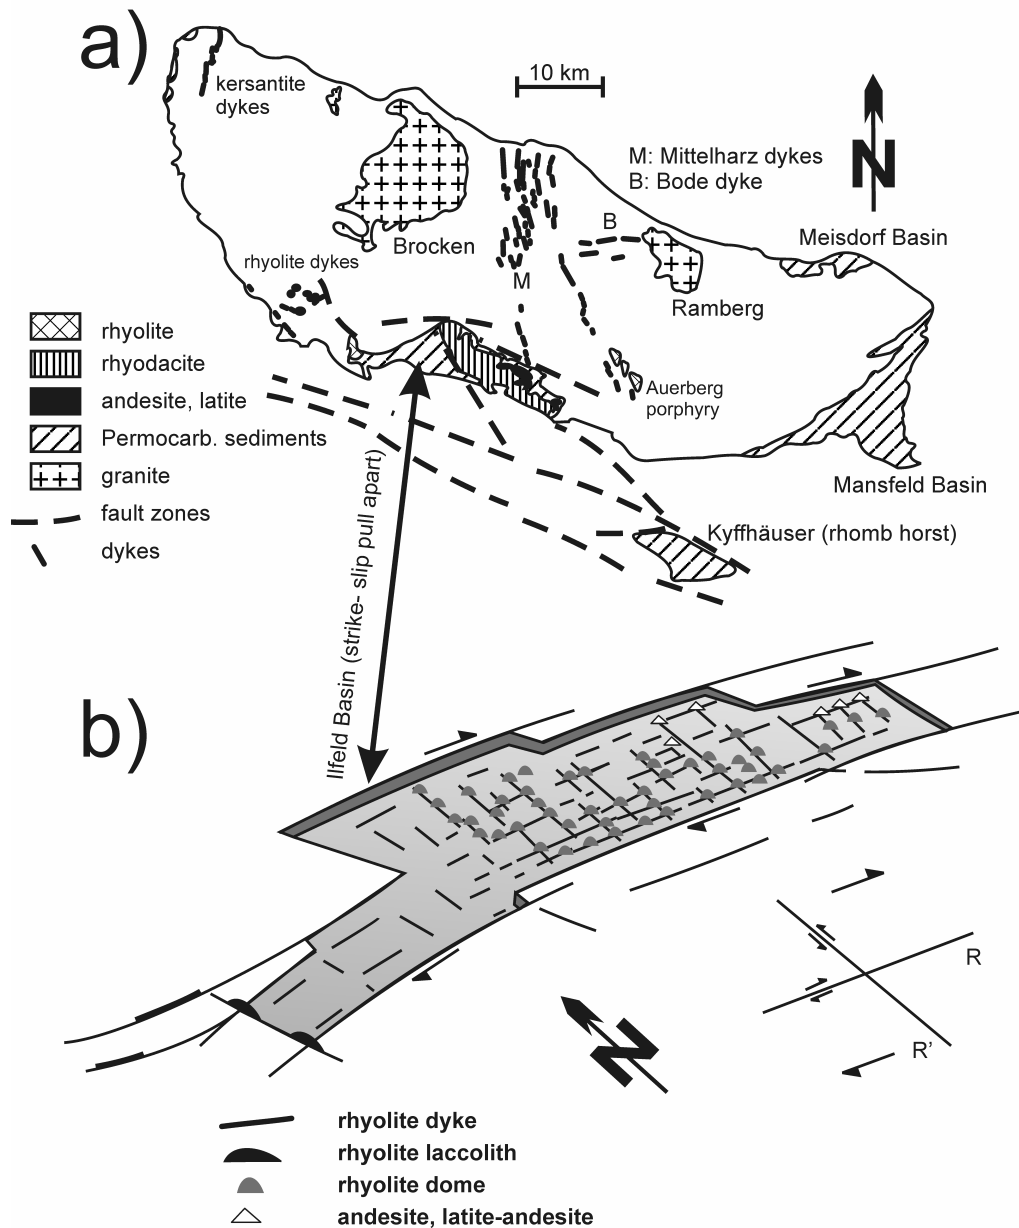 a)
kersantite
dykes
10 km
N
M: Mittelharz dykes
B: Bode dyke
B
Brocken
Meisdorf Basin
rhyolite dykes
M
Ramberg
rhyolite
rhyodacite
Auerberg
porphyry
andesite, latite
Permocarb. sediments
granite
Mansfeld Basin
fault zones
Kyffhäuser (rhomb horst)
dykes
Ilfeld Basin (strike- slip pull apart)
b)
R
R'
N
rhyolite dyke
rhyolite laccolith
rhyolite dome
andesite, latite-andesite